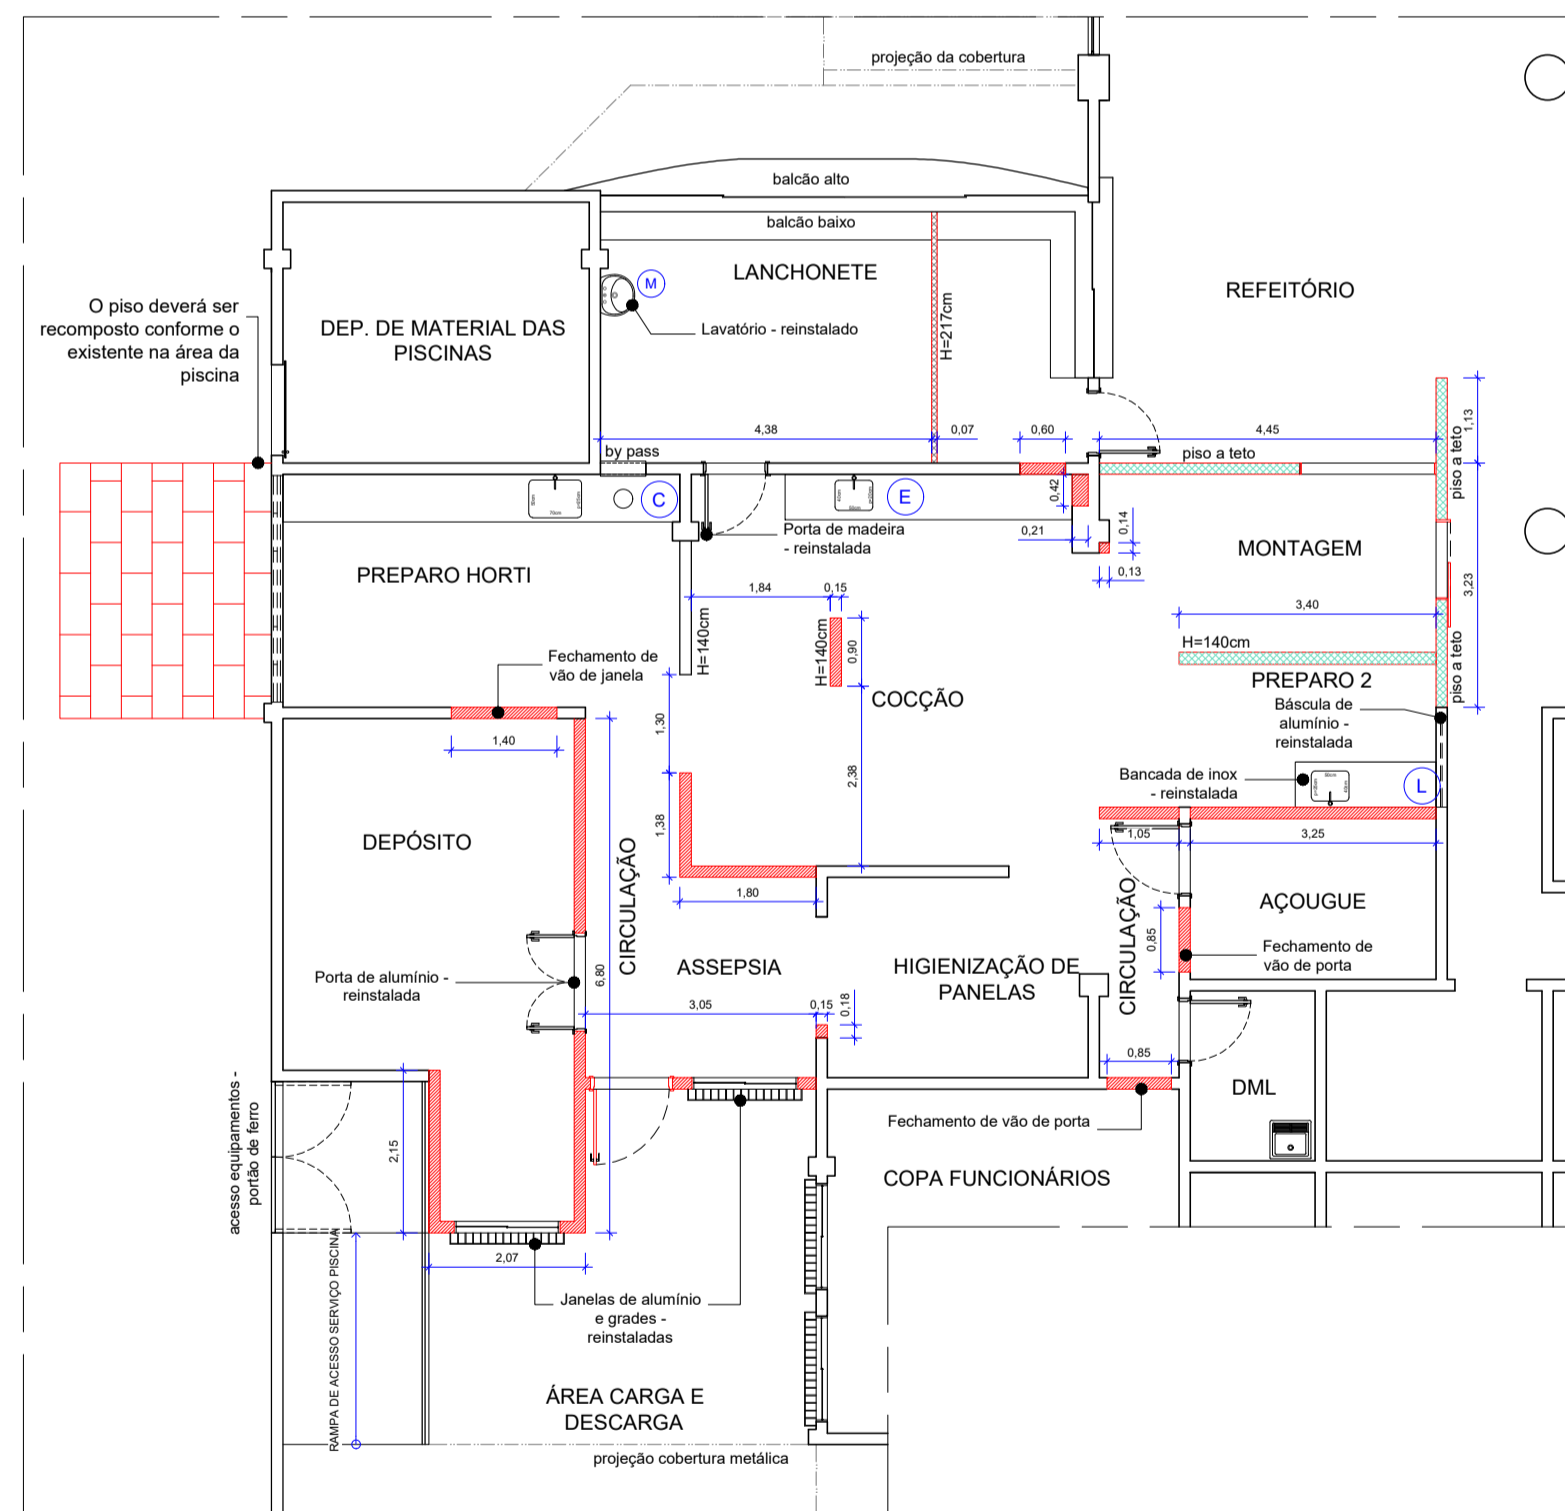 projeção da cobertura
balcão alto
balcão baixo
LANCHONETE
M
Lavatório - reinstalado
H=217cm
REFEITÓRIO
O piso deverá ser
recomposto conforme o
existente na área da
piscina
DEP. DE MATERIAL DAS
PISCINAS
4,38
0,07
0,60
4,45
1,13
by pass
piso a teto
piso a teto
C
E
0,42
0,21
0,14
0,13
Porta de madeira
- reinstalada
MONTAGEM
3,23
PREPARO HORTI
1,84
0,15
H=140cm
H=140cm
0,90
3,40
H=140cm
piso a teto
Fechamento de
vão de janela
COCÇÃO
PREPARO 2
Báscula de
alumínio -
reinstalada
1,40
1,30
2,38
Bancada de inox
- reinstalada
L
DEPÓSITO
1,38
1,05
3,25
CIRCULAÇÃO
1,80
CIRCULAÇÃO
AÇOUGUE
0,85
Fechamento de
vão de porta
Porta de alumínio -
reinstalada
6,80
ASSEPSIA
HIGIENIZAÇÃO DE
PANELAS
3,05
0,15
0,18
0,85
DML
acesso equipamentos -
portão de ferro
2,15
Fechamento de vão de porta
COPA FUNCIONÁRIOS
RAMPA DE ACESSO SERVIÇO PISCINA
2,07
Janelas de alumínio
e grades -
reinstaladas
ÁREA CARGA E
DESCARGA
projeção cobertura metálica